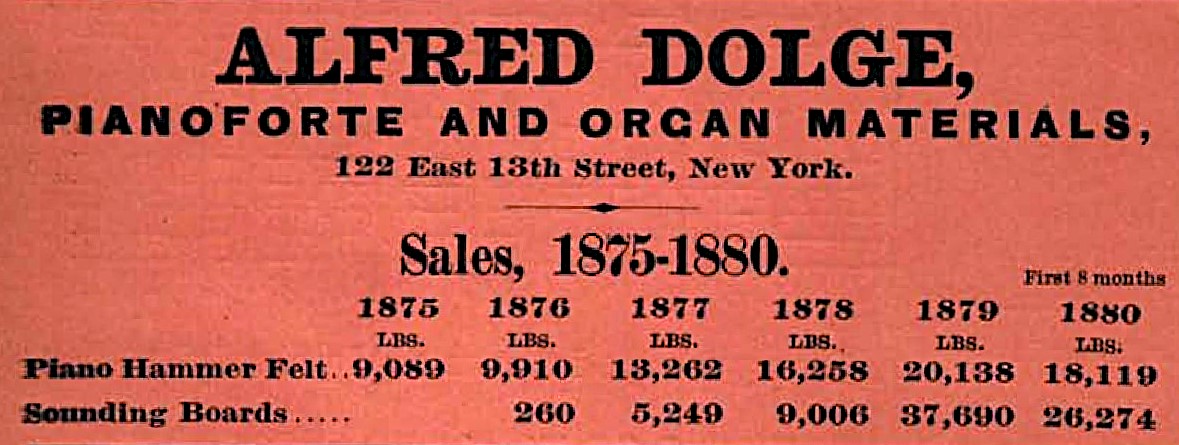 ALFRED DOLGE,
PIANOFORTE AND ORGAN MATERIALS,
122 East 13th Street, New York.
Sales, 1875-1880.
First 8 months
1875 1876 1877 1878 1879 1880
LBS. LBS. LBS. LBS. LBS. LBS.
Piano Hammer Felt..9,089 9,910 13,262 16,258 20,138 18,119
Sounding Boards..... 260 5,249 9,006 37,690 26,274